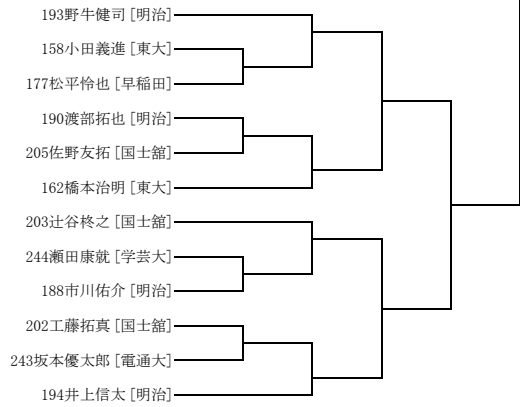 193野牛健司 [明治]
158小田義進 [東大]
177松平怜也 [早稲田]
190渡部拓也 [明治]
205佐野友拓 [国士舘]
162橋本治明 [東大]
203辻谷柊之 [国士舘]
244瀬田康就 [学芸大]
188市川佑介 [明治]
202工藤拓真 [国士舘]
243坂本優太郎 [電通大]
194井上信太 [明治]